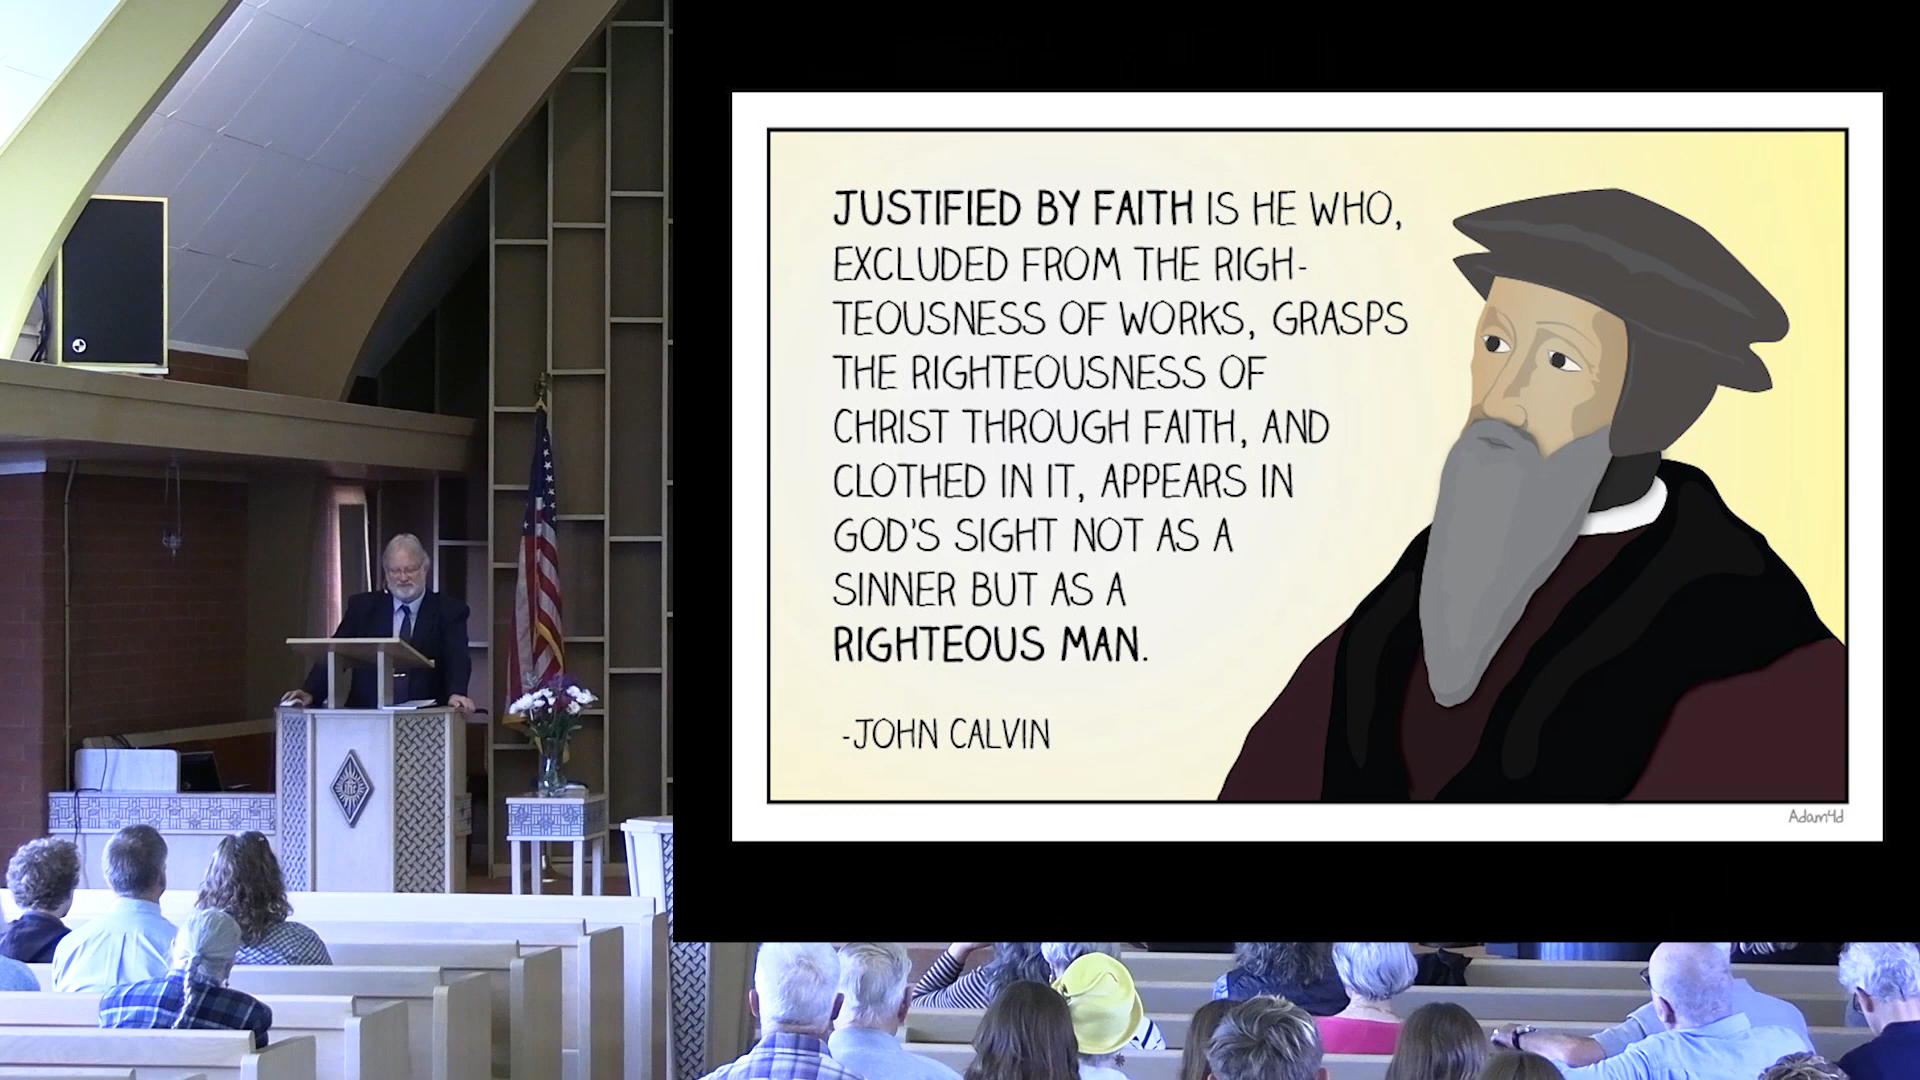 JUSTIFIED BY FAITH IS HE WHO,
EXCLUDED FROM THE RIGH-
TEOUSNESS OF WORKS, GRASPS
THE RIGHTEOUSNESS OF
CHRIST THROUGH FAITH, AND
CLOTHED IN IT, APPEARS IN
GOD'S SIGHT NOT AS A
SINNER BUT AS A
RIGHTEOUS MAN.
-JOHN CALVIN
Adam4d